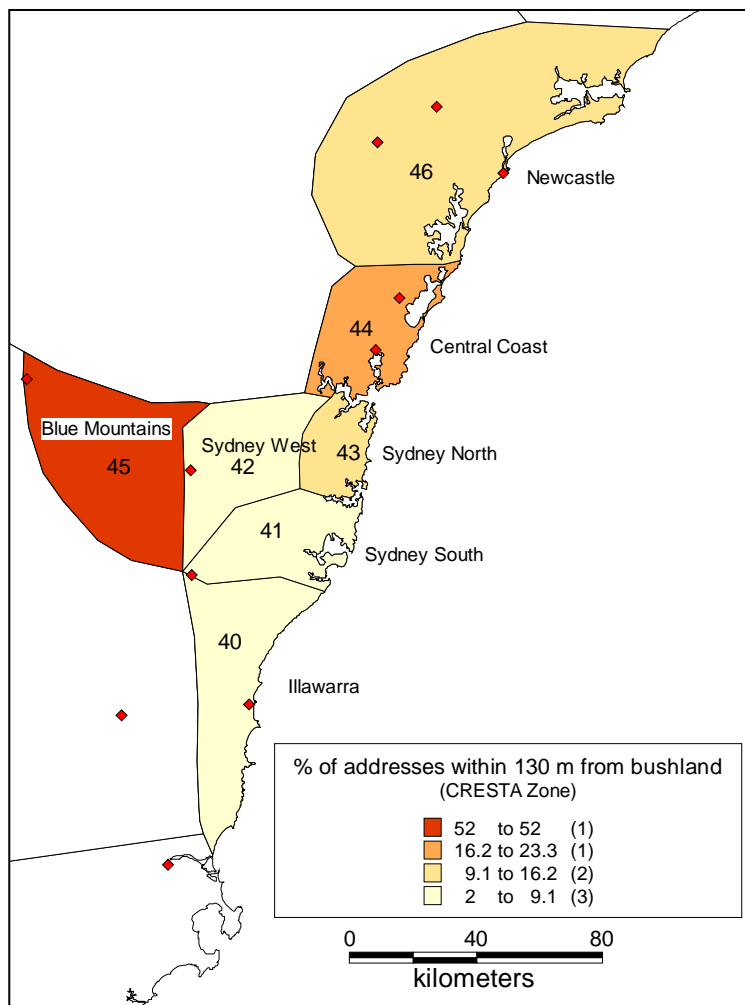 46
Newcastle
44
Central Coast
Blue Mountains
Sydney West
45
42
43
Sydney North
41
Sydney South
40
Illawarra
% of addresses within 130 m from bushland
(CRESTA Zone)
52 to 52 (1)
16.2 to 23.3 (1)
9.1 to 16.2 (2)
2 to 9.1 (3)
0 40 80
kilometers